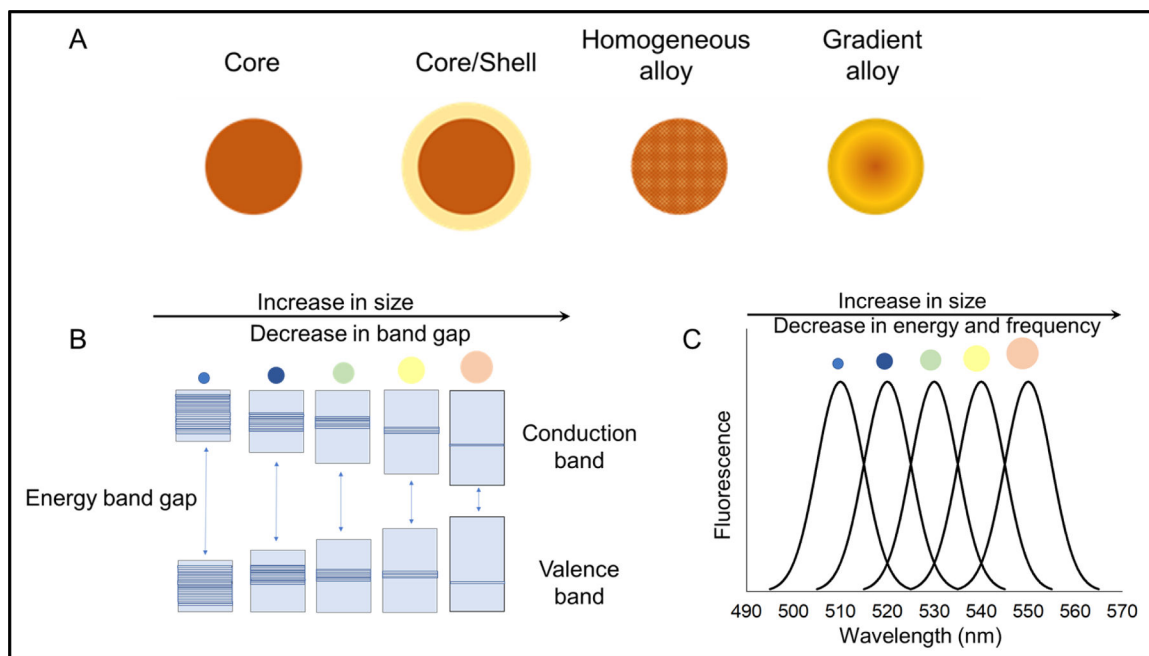 A
Core
Core/Shell
Homogeneous
alloy
Gradient
alloy
B
Increase in size
Decrease in band gap
Energy band gap
Conduction
band
Valence
band
C
Increase in size
Decrease in energy and frequency
Fluorescence
490 500 510 520 530 540 550 560 570
Wavelength (nm)